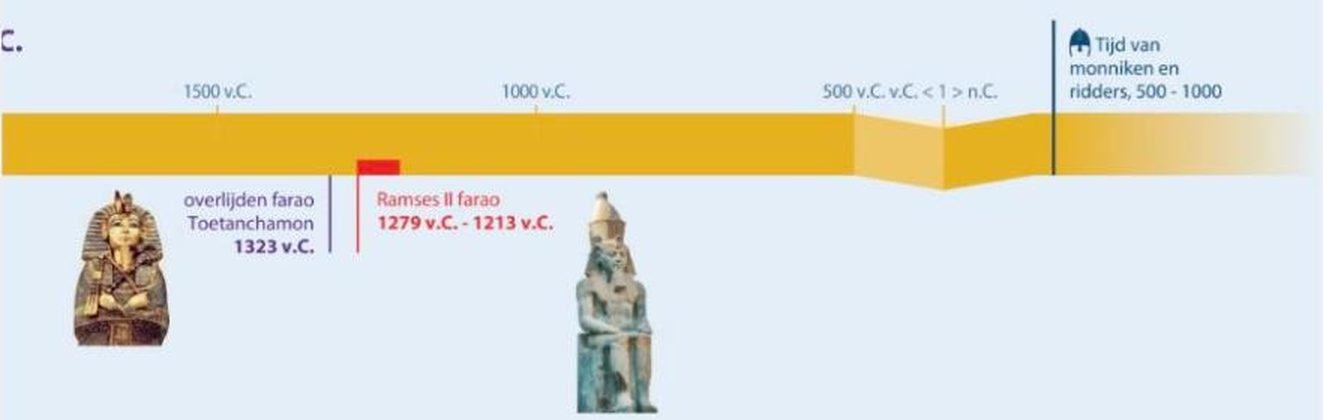 C.
1500 v.C.
1000 v.C.
500 v.C. v.C. < 1 > n.C.
Tijd van
monniken en
ridders, 500 - 1000
overlijden farao
Toetanchamon
1323 v.C.
Ramses II farao
1279 v.C. - 1213 v.C.